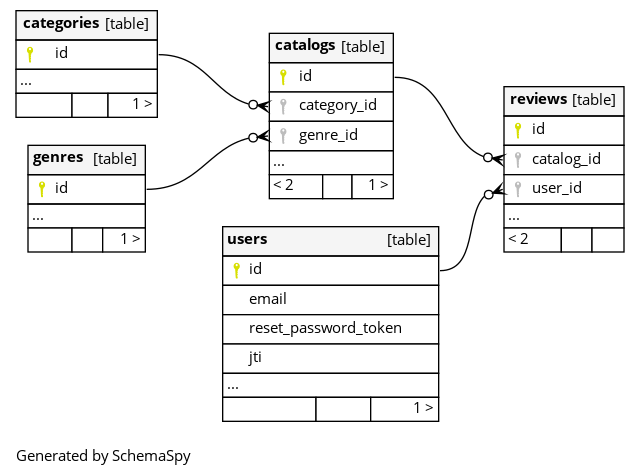 categories [table]
id
...
1 >
genres [table]
id
...
1 >
catalogs [table]
id
category_id
genre_id
...
< 2 1 >
reviews [table]
id
catalog_id
user_id
...
< 2
users [table]
id
email
reset_password_token
jti
...
1 >
Generated by SchemaSpy